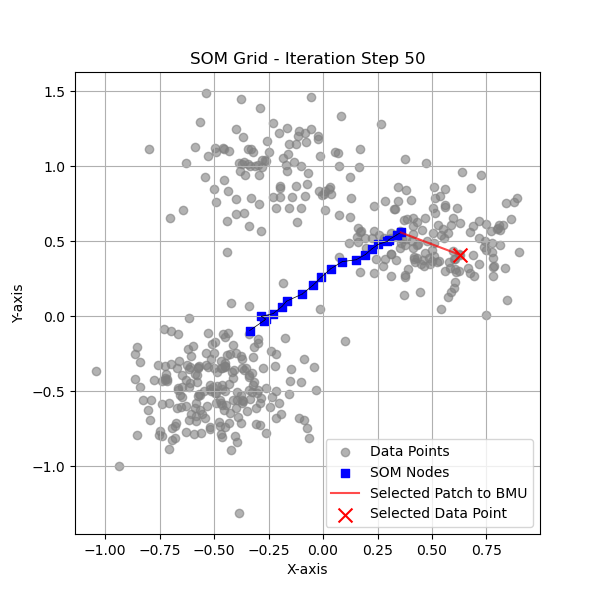 SOM Grid - Iteration Step 50
Y-axis
1.5
1.0
0.5
0.0
−0.5
−1.0
Data Points
SOM Nodes
Selected Patch to BMU
Selected Data Point
−1.00 −0.75 −0.50 −0.25 0.00 0.25 0.50 0.75
X-axis